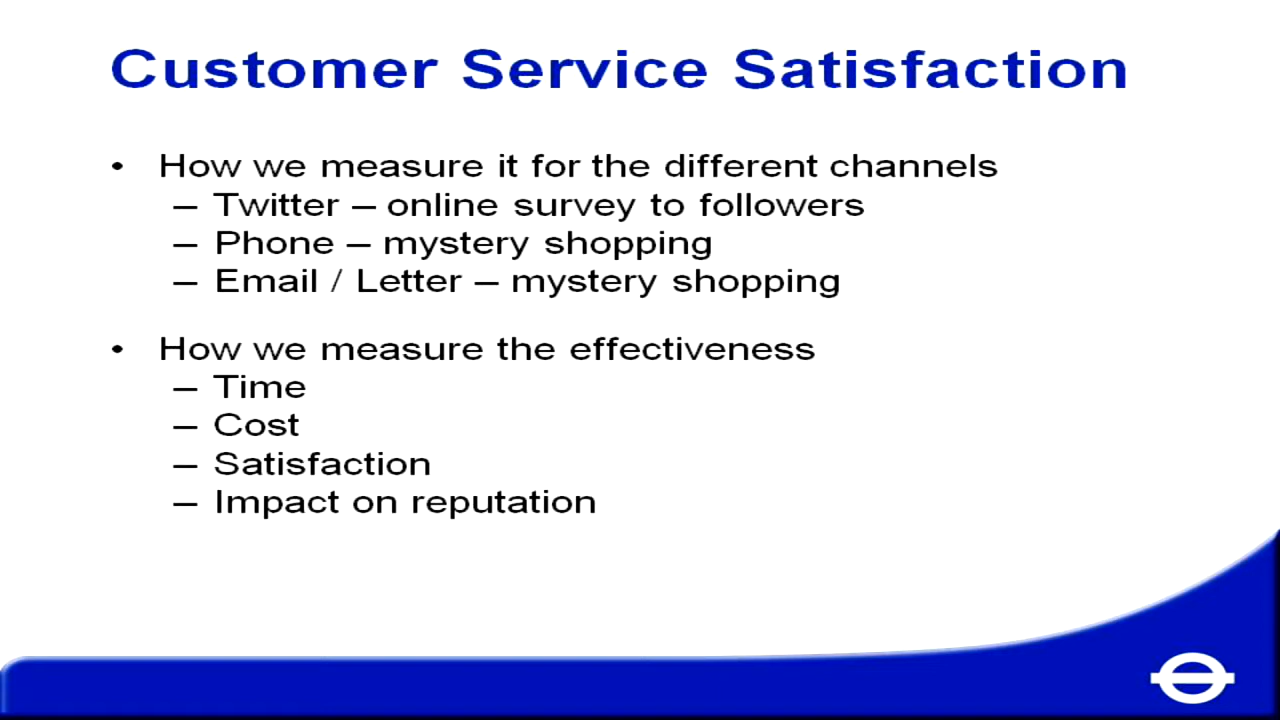 Customer Service Satisfaction
• How we measure it for the different channels
– Twitter – online survey to followers
– Phone – mystery shopping
– Email / Letter – mystery shopping
• How we measure the effectiveness
– Time
– Cost
– Satisfaction
– Impact on reputation